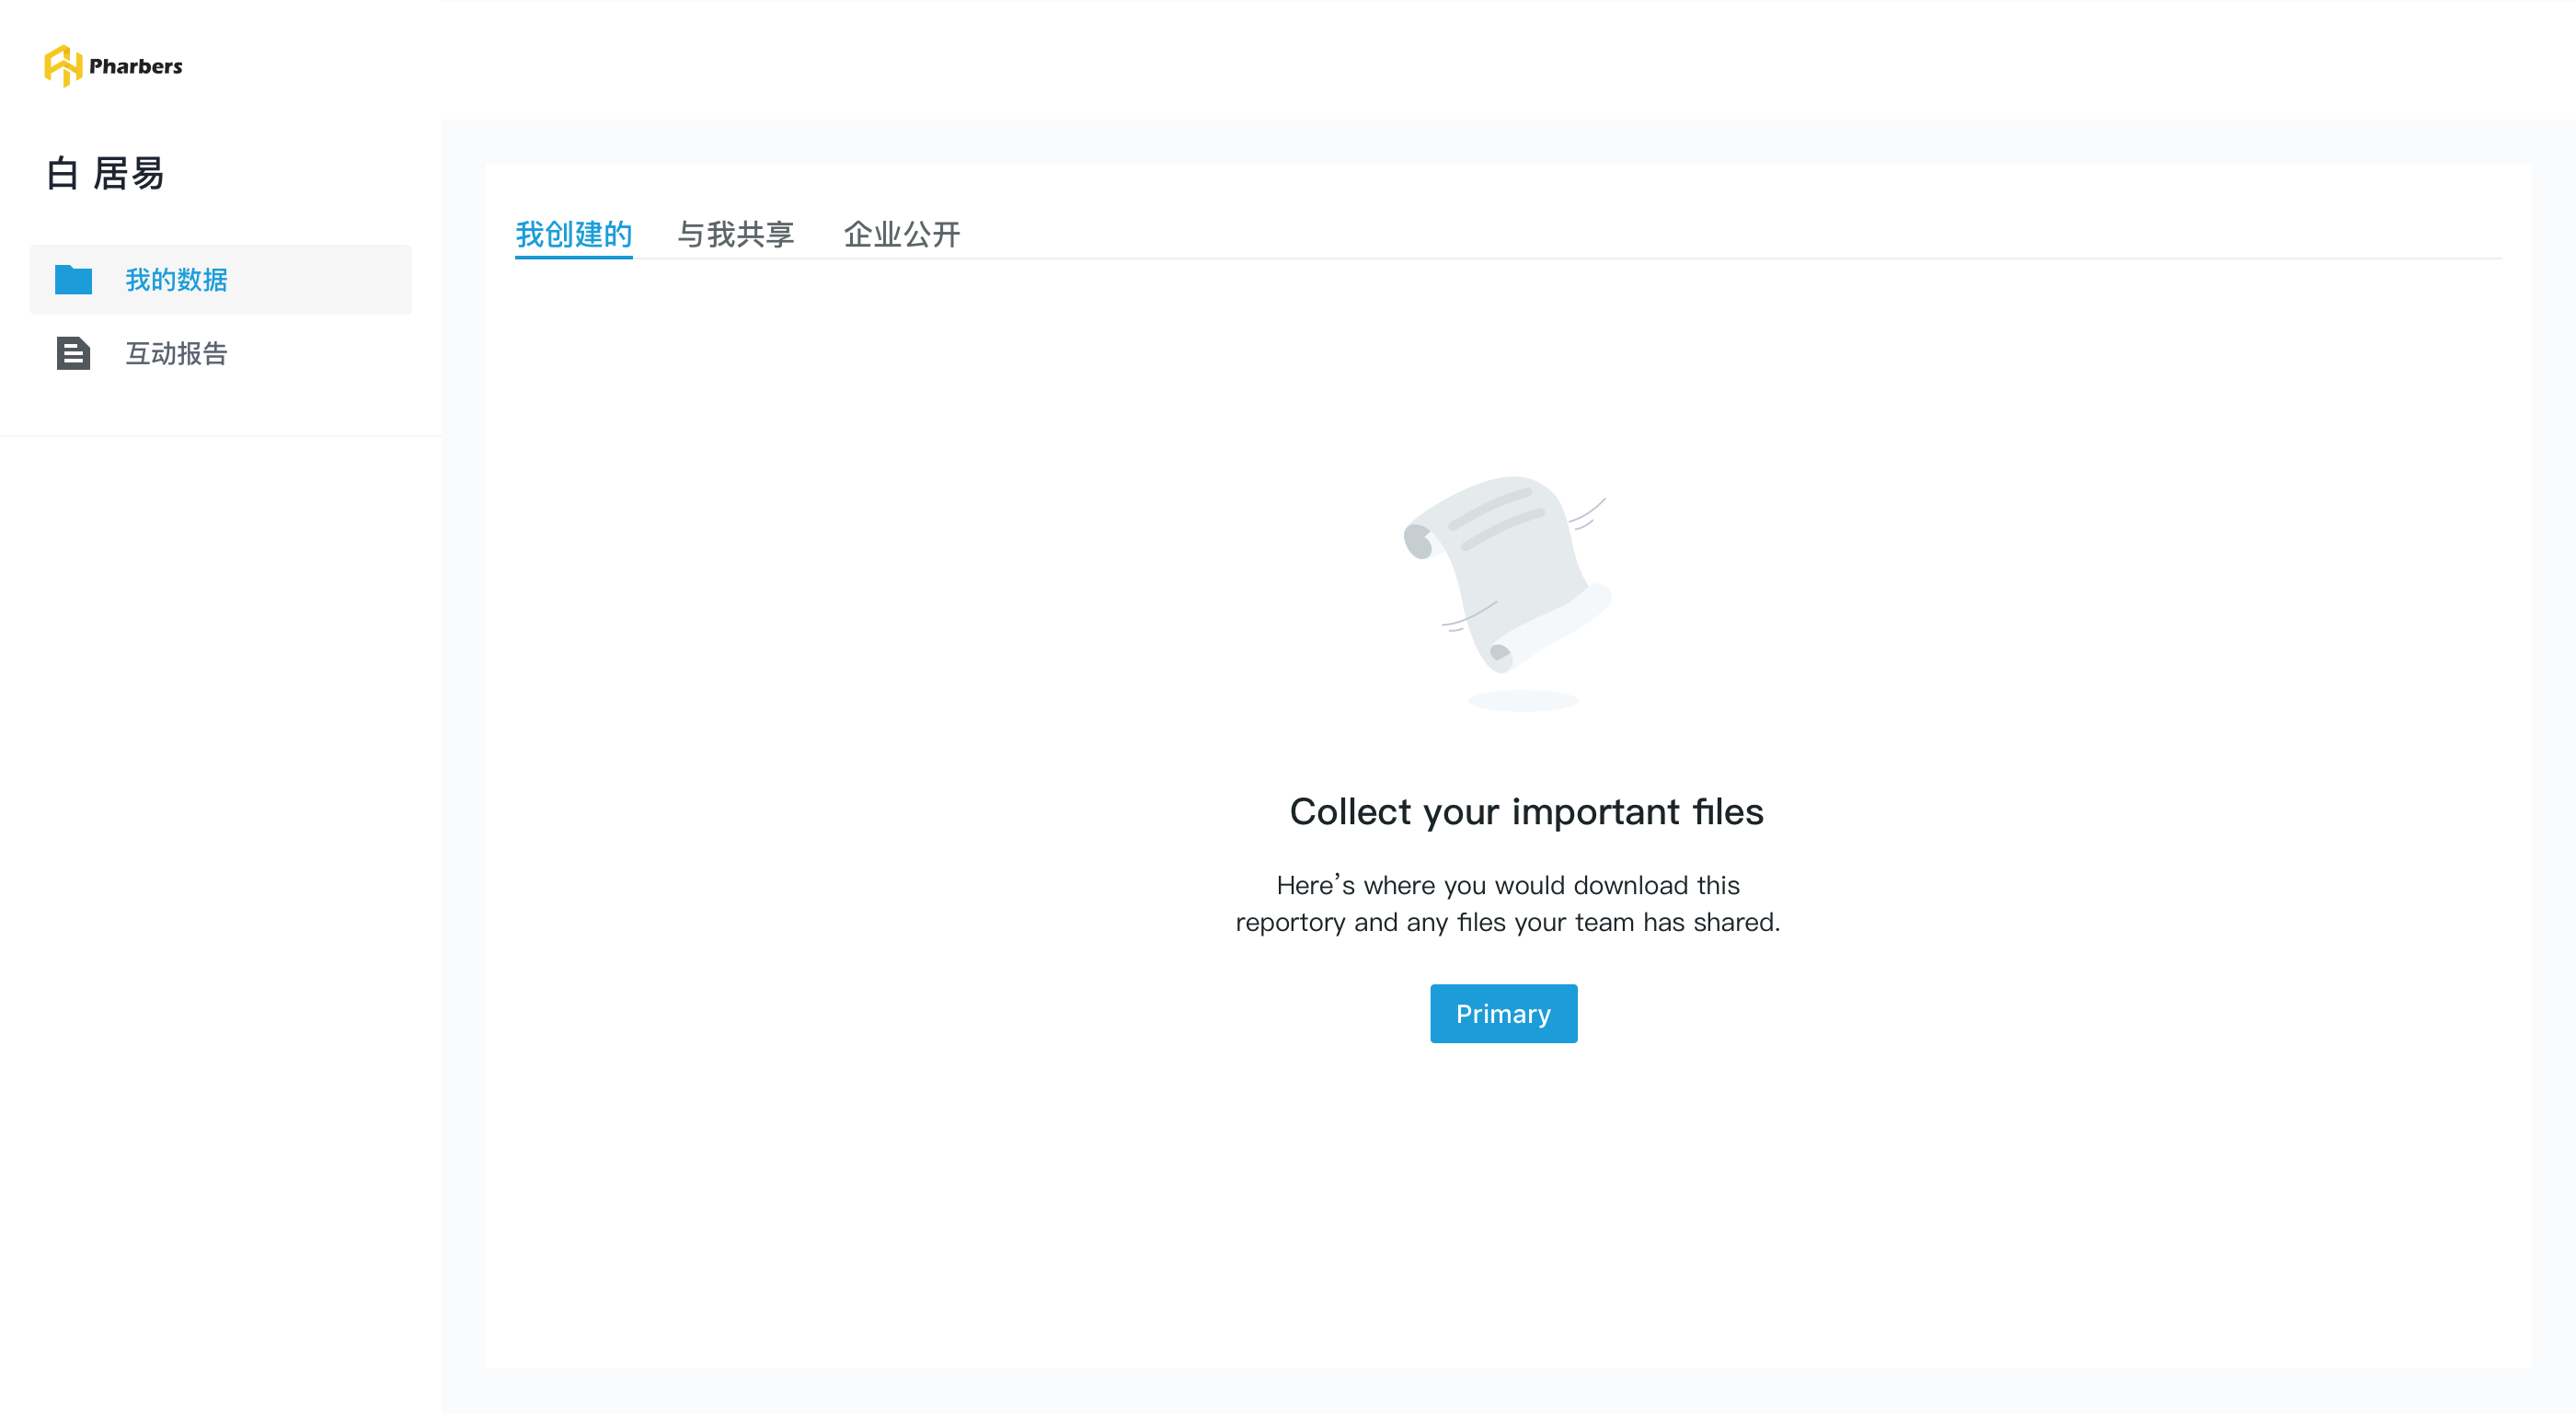 Pharbers
白 居易
我的数据
互动报告
我创建的 与我共享 企业公开
Collect your important files
Here’s where you would download this
reportory and any files your team has shared.
Primary